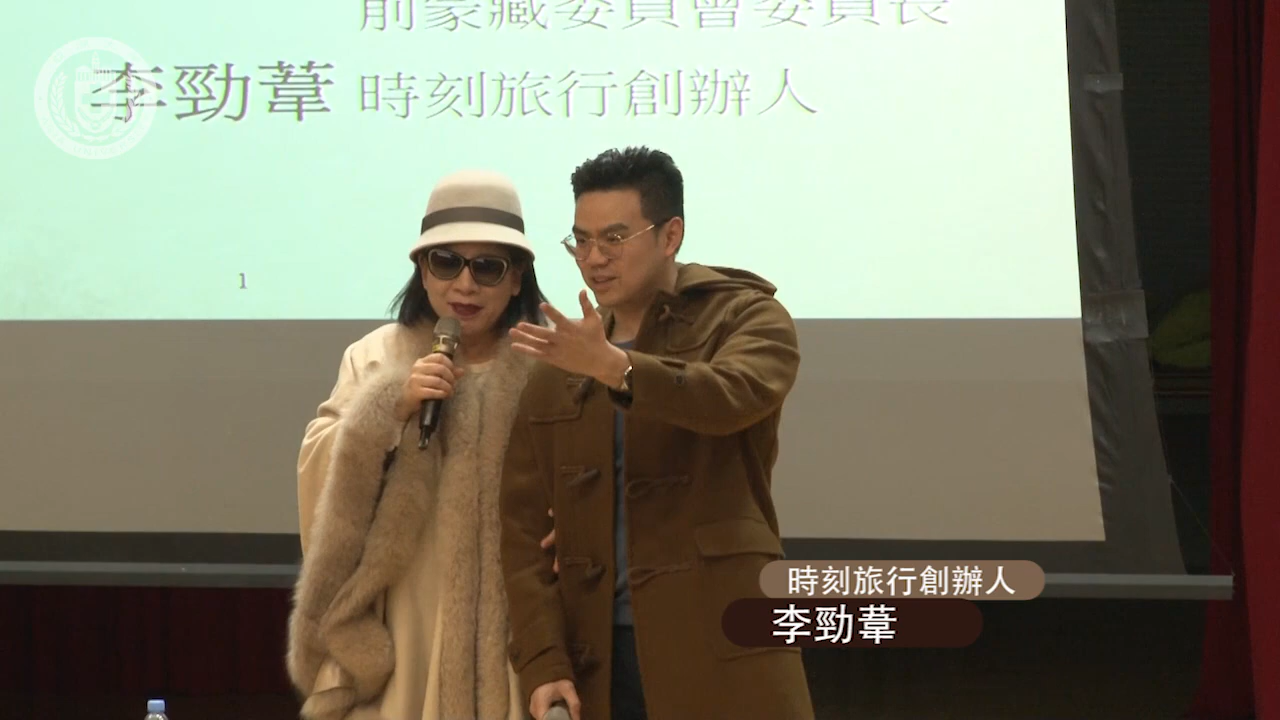 前蒙藏委員會委員長
李勁葦 時刻旅行創辦人
1
時刻旅行創辦人
李勁葦